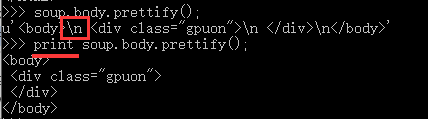 >>> soup.body.prettify();
u'<body>\n <div class="gpuon">\n </div>\n</body>'
>>> print soup.body.prettify();
<body>
 <div class="gpuon">
 </div>
</body>